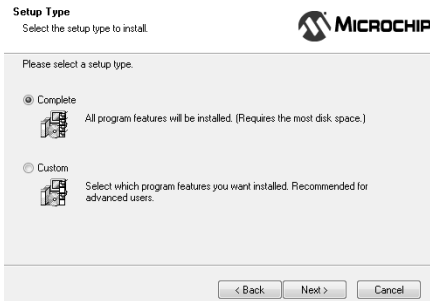 Setup Type
Select the setup type to install.
MICROCHIP
Please select a setup type.
Complete
All program features will be installed. (Requires the most disk space.)
Custom
Select which program features you want installed. Recommended for
advanced users.
< Back
Next >
Cancel